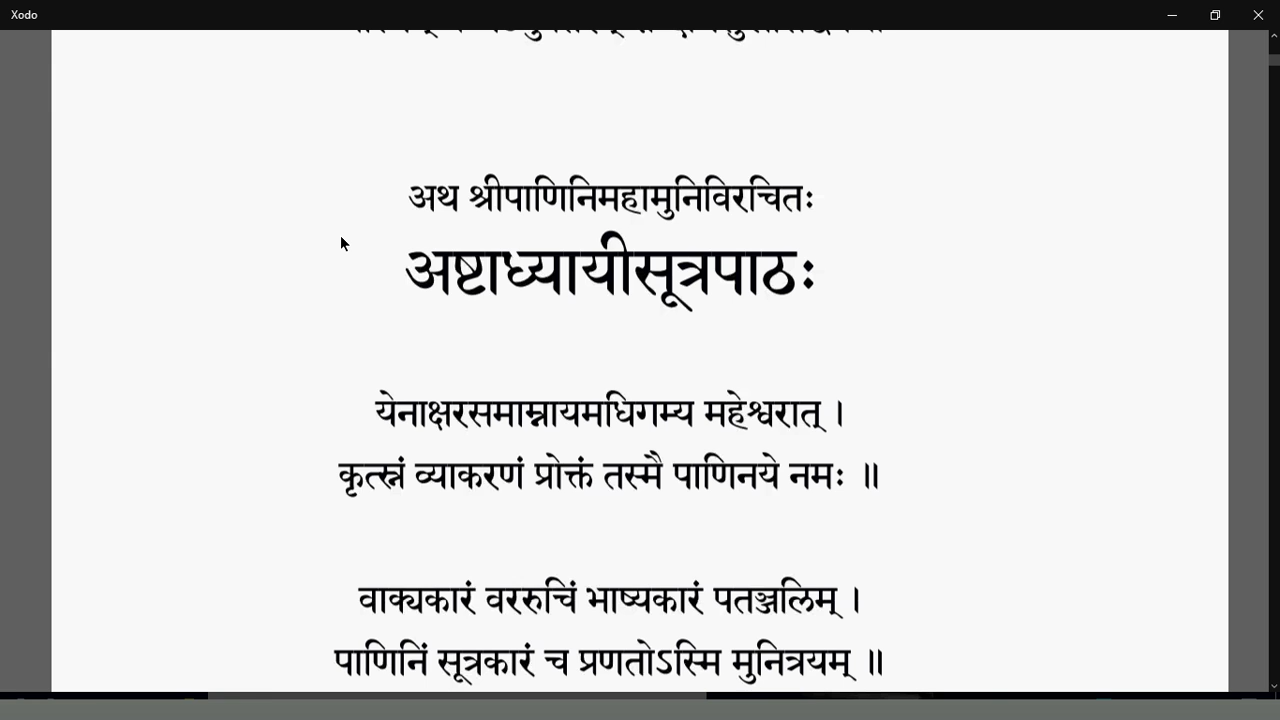 Xodo
अथ श्रीपाणिनिमहामुनिविरचितः
अष्टाध्यायीसूत्रपाठः
येनाक्षरसमाम्नायमधिगम्य महेश्वरात् ।
कृत्स्नं व्याकरणं प्रोक्तं तस्मै पाणिनये नमः ॥
वाक्यकारं वररुचिं भाष्यकारं पतञ्जलिम् ।
पाणिनिं सूत्रकारं च प्रणतोऽस्मि मुनित्रयम् ॥